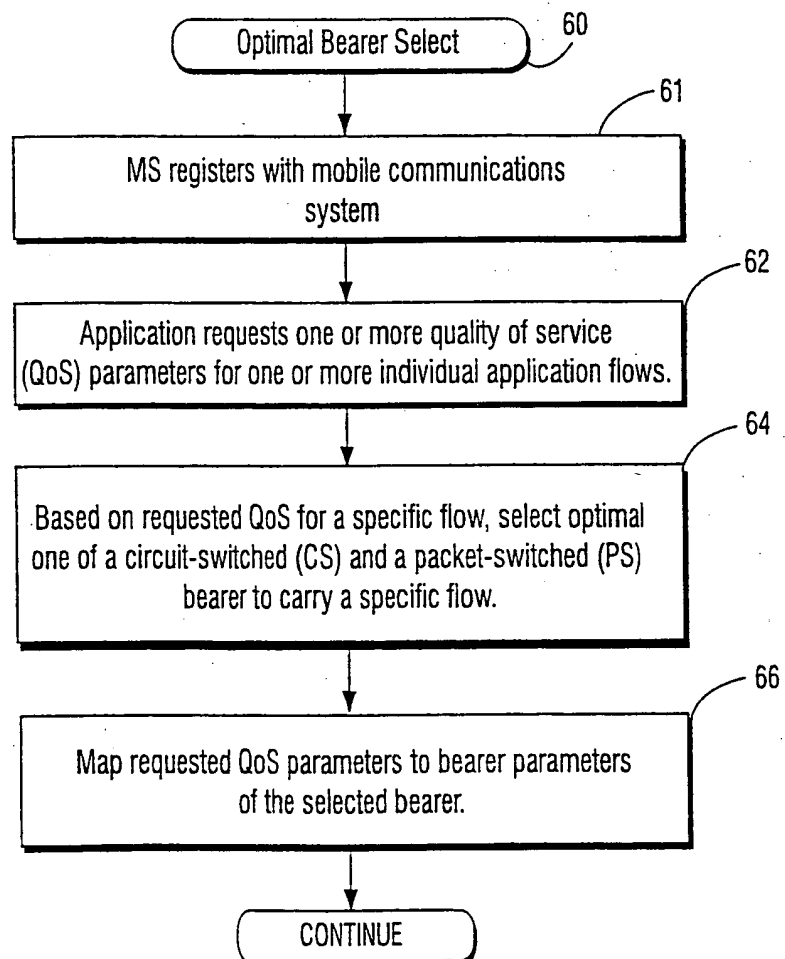 Optimal Bearer Select
60
61
MS registers with mobile communications
system
62
Application requests one or more quality of service
(QoS) parameters for one or more individual application flows.
64
Based on requested QoS for a specific flow, select optimal
one of a circuit-switched (CS) and a packet-switched (PS)
bearer to carry a specific flow.
66
Map requested QoS parameters to bearer parameters
of the selected bearer.
CONTINUE